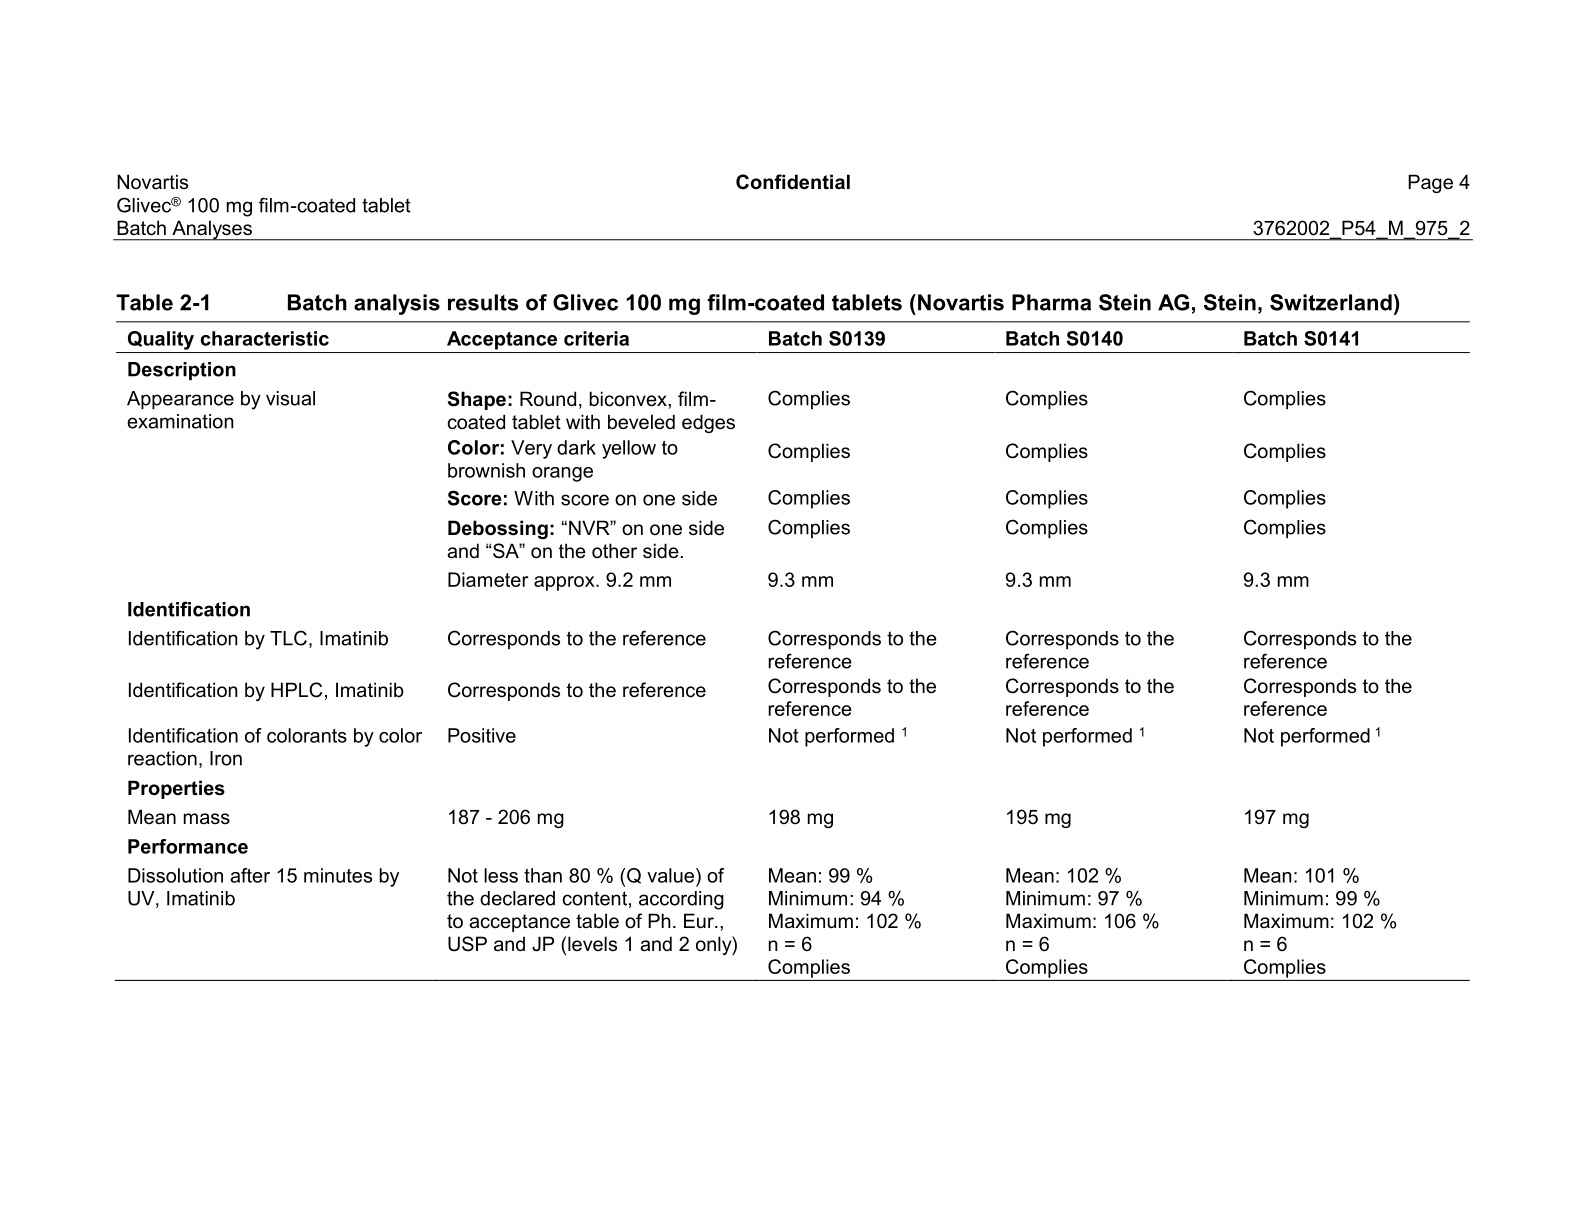 Novartis Confidential Page 4
Glivec® 100 mg film-coated tablet
Batch Analyses 3762002_P54_M_975_2
Table 2-1 Batch analysis results of Glivec 100 mg film-coated tablets (Novartis Pharma Stein AG, Stein, Switzerland)
Quality characteristic Acceptance criteria Batch S0139 Batch S0140 Batch S0141
Description
Appearance by visual Shape: Round, biconvex, film- Complies Complies Complies
examination coated tablet with beveled edges
Color: Very dark yellow to Complies Complies Complies
brownish orange
Score: With score on one side Complies Complies Complies
Debossing: “NVR” on one side Complies Complies Complies
and “SA” on the other side.
Diameter approx. 9.2 mm 9.3 mm 9.3 mm 9.3 mm
Identification
Identification by TLC, Imatinib Corresponds to the reference Corresponds to the Corresponds to the Corresponds to the
reference reference reference
Identification by HPLC, Imatinib Corresponds to the reference Corresponds to the Corresponds to the Corresponds to the
reference reference reference
Identification of colorants by color Positive Not performed ¹ Not performed ¹ Not performed ¹
reaction, Iron
Properties
Mean mass 187 - 206 mg 198 mg 195 mg 197 mg
Performance
Dissolution after 15 minutes by Not less than 80 % (Q value) of Mean: 99 % Mean: 102 % Mean: 101 %
UV, Imatinib the declared content, according Minimum: 94 % Minimum: 97 % Minimum: 99 %
to acceptance table of Ph. Eur., Maximum: 102 % Maximum: 106 % Maximum: 102 %
USP and JP (levels 1 and 2 only) n = 6 n = 6 n = 6
Complies Complies Complies